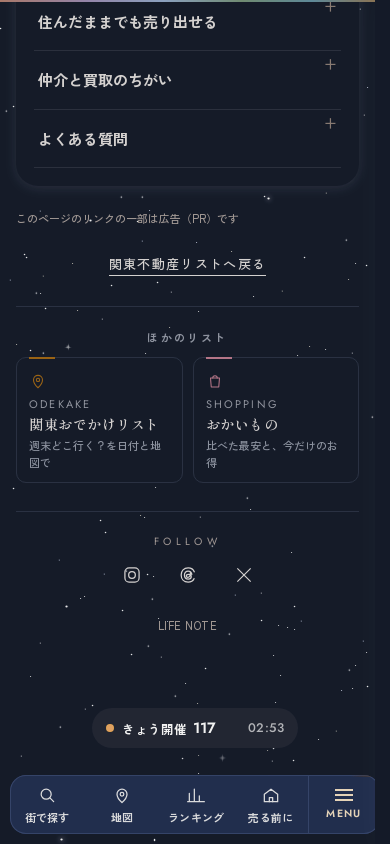 住んだままでも売り出せる
仲介と買取のちがい
よくある質問
このページのリンクの一部は広告（PR）です
関東不動産リストへ戻る
ほかのリスト
ODEKAKE
関東おでかけリスト
週末どこ行く？を日付と地
図で
SHOPPING
おかいもの
比べた最安と、今だけのお
得
FOLLOW
LIFE NOTE
きょう開催 117 02:53
街で探す
地図
ランキング
売る前に
MENU